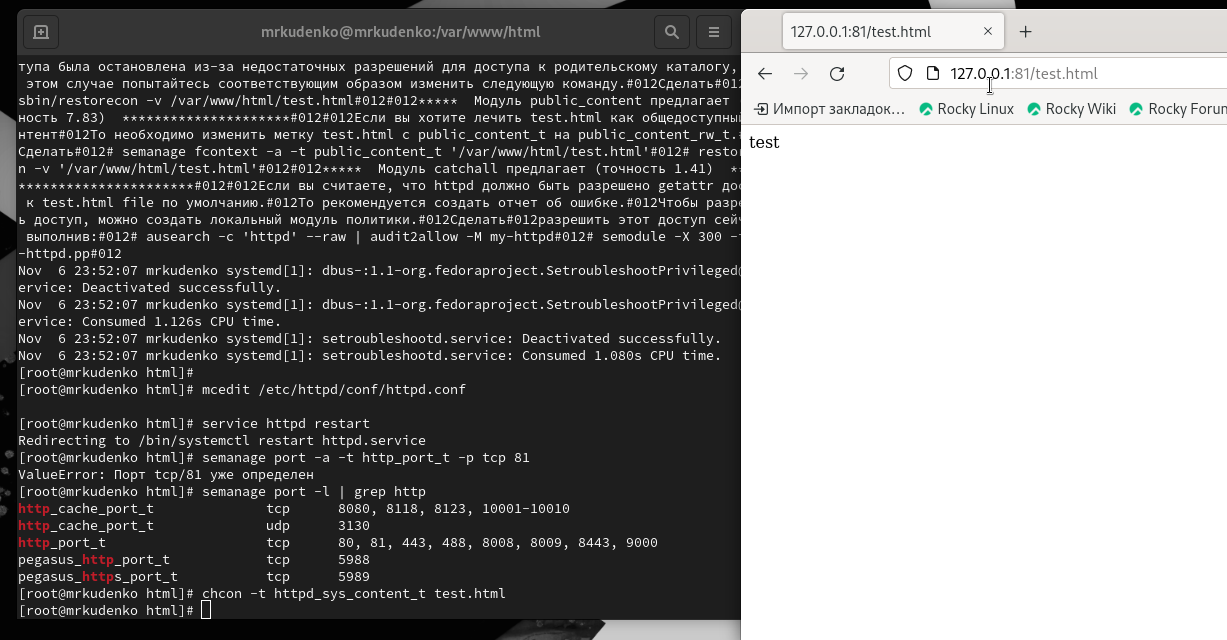 mrkudenko@mrkudenko:/var/www/html
тупа была остановлена из-за недостаточных разрешений для доступа к родительскому каталогу,
этом случае попытайтесь соответствующим образом изменить следующую команду.#012Сделать#012
sbin/restorecon -v /var/www/html/test.html#012#012***** Модуль public_content предлагает
ность 7.83) *********************#012#012Если вы хотите лечить test.html как общедоступный
нтент#012То необходимо изменить метку test.html с public_content_t на public_content_rw_t.#
Сделать#012# semanage fcontext -a -t public_content_t '/var/www/html/test.html'#012# resto
n -v '/var/www/html/test.html'#012#012***** Модуль catchall предлагает (точность 1.41) **
**********************#012#012Если вы считаете, что httpd должно быть разрешено getattr дос
к test.html file по умолчанию.#012То рекомендуется создать отчет об ошибке.#012Чтобы разре
ь доступ, можно создать локальный модуль политики.#012Сделать#012разрешить этот доступ сей
выполнив:#012# ausearch -c 'httpd' --raw | audit2allow -M my-httpd#012# semodule -X 300 -
-httpd.pp#012
Nov  6 23:52:07 mrkudenko systemd[1]: dbus-:1.1-org.fedoraproject.SetroubleshootPrivileged@
ervice: Deactivated successfully.
Nov  6 23:52:07 mrkudenko systemd[1]: dbus-:1.1-org.fedoraproject.SetroubleshootPrivileged@
ervice: Consumed 1.126s CPU time.
Nov  6 23:52:07 mrkudenko systemd[1]: setroubleshootd.service: Deactivated successfully.
Nov  6 23:52:07 mrkudenko systemd[1]: setroubleshootd.service: Consumed 1.080s CPU time.
[root@mrkudenko html]#
[root@mrkudenko html]# mcedit /etc/httpd/conf/httpd.conf
[root@mrkudenko html]# service httpd restart
Redirecting to /bin/systemctl restart httpd.service
[root@mrkudenko html]# semanage port -a -t http_port_t -p tcp 81
ValueError: Порт tcp/81 уже определен
[root@mrkudenko html]# semanage port -l | grep http
http_cache_port_t tcp 8080, 8118, 8123, 10001-10010
http_cache_port_t udp 3130
http_port_t tcp 80, 81, 443, 488, 8008, 8009, 8443, 9000
pegasus_http_port_t tcp 5988
pegasus_https_port_t tcp 5989
[root@mrkudenko html]# chcon -t httpd_sys_content_t test.html
[root@mrkudenko html]#
127.0.0.1:81/test.html
127.0.0.1:81/test.html
Импорт закладок… Rocky Linux Rocky Wiki Rocky Forum
test